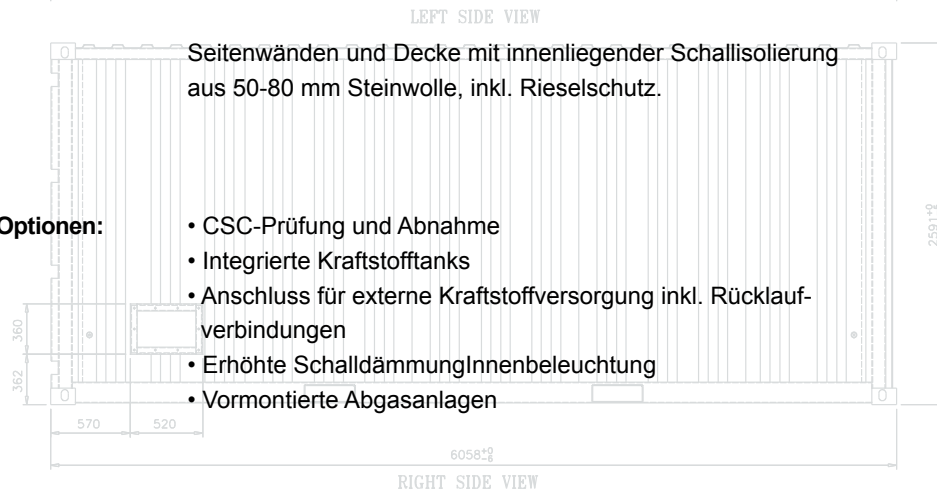 LEFT SIDE VIEW
Seitenwänden und Decke mit innenliegender Schallisolierung
aus 50-80 mm Steinwolle, inkl. Rieselschutz.
Optionen:
• CSC-Prüfung und Abnahme
• Integrierte Kraftstofftanks
• Anschluss für externe Kraftstoffversorgung inkl. Rücklauf-
verbindungen
• Erhöhte SchalldämmungInnenbeleuchtung
• Vormontierte Abgasanlagen
360
362
570
520
2591
6058
RIGHT SIDE VIEW